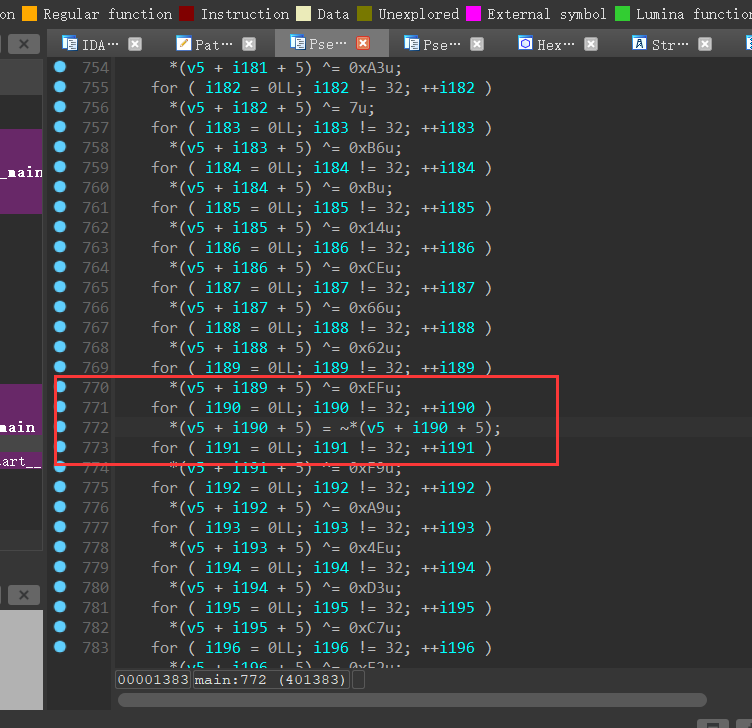 on Regular function Instruction Data Unexplored External symbol Lumina function
IDA… Pat… Pse… Pse… Hex… Str…
_main
main
art__
754 *(v5 + i181 + 5) ^= 0xA3u;
755 for ( i182 = 0LL; i182 != 32; ++i182 )
756 *(v5 + i182 + 5) ^= 7u;
757 for ( i183 = 0LL; i183 != 32; ++i183 )
758 *(v5 + i183 + 5) ^= 0xB6u;
759 for ( i184 = 0LL; i184 != 32; ++i184 )
760 *(v5 + i184 + 5) ^= 0xBu;
761 for ( i185 = 0LL; i185 != 32; ++i185 )
762 *(v5 + i185 + 5) ^= 0x14u;
763 for ( i186 = 0LL; i186 != 32; ++i186 )
764 *(v5 + i186 + 5) ^= 0xCEu;
765 for ( i187 = 0LL; i187 != 32; ++i187 )
766 *(v5 + i187 + 5) ^= 0x66u;
767 for ( i188 = 0LL; i188 != 32; ++i188 )
768 *(v5 + i188 + 5) ^= 0x62u;
769 for ( i189 = 0LL; i189 != 32; ++i189 )
770 *(v5 + i189 + 5) ^= 0xEFu;
771 for ( i190 = 0LL; i190 != 32; ++i190 )
772 *(v5 + i190 + 5) = ~*(v5 + i190 + 5);
773 for ( i191 = 0LL; i191 != 32; ++i191 )
774 *(v5 + i191 + 5) ^= 0xF9u;
775 for ( i192 = 0LL; i192 != 32; ++i192 )
776 *(v5 + i192 + 5) ^= 0xA9u;
777 for ( i193 = 0LL; i193 != 32; ++i193 )
778 *(v5 + i193 + 5) ^= 0x4Eu;
779 for ( i194 = 0LL; i194 != 32; ++i194 )
780 *(v5 + i194 + 5) ^= 0xD3u;
781 for ( i195 = 0LL; i195 != 32; ++i195 )
782 *(v5 + i195 + 5) ^= 0xC7u;
783 for ( i196 = 0LL; i196 != 32; ++i196 )
*(v5 + i196 + 5) ^= 0xF2u;
00001383 main:772 (401383)